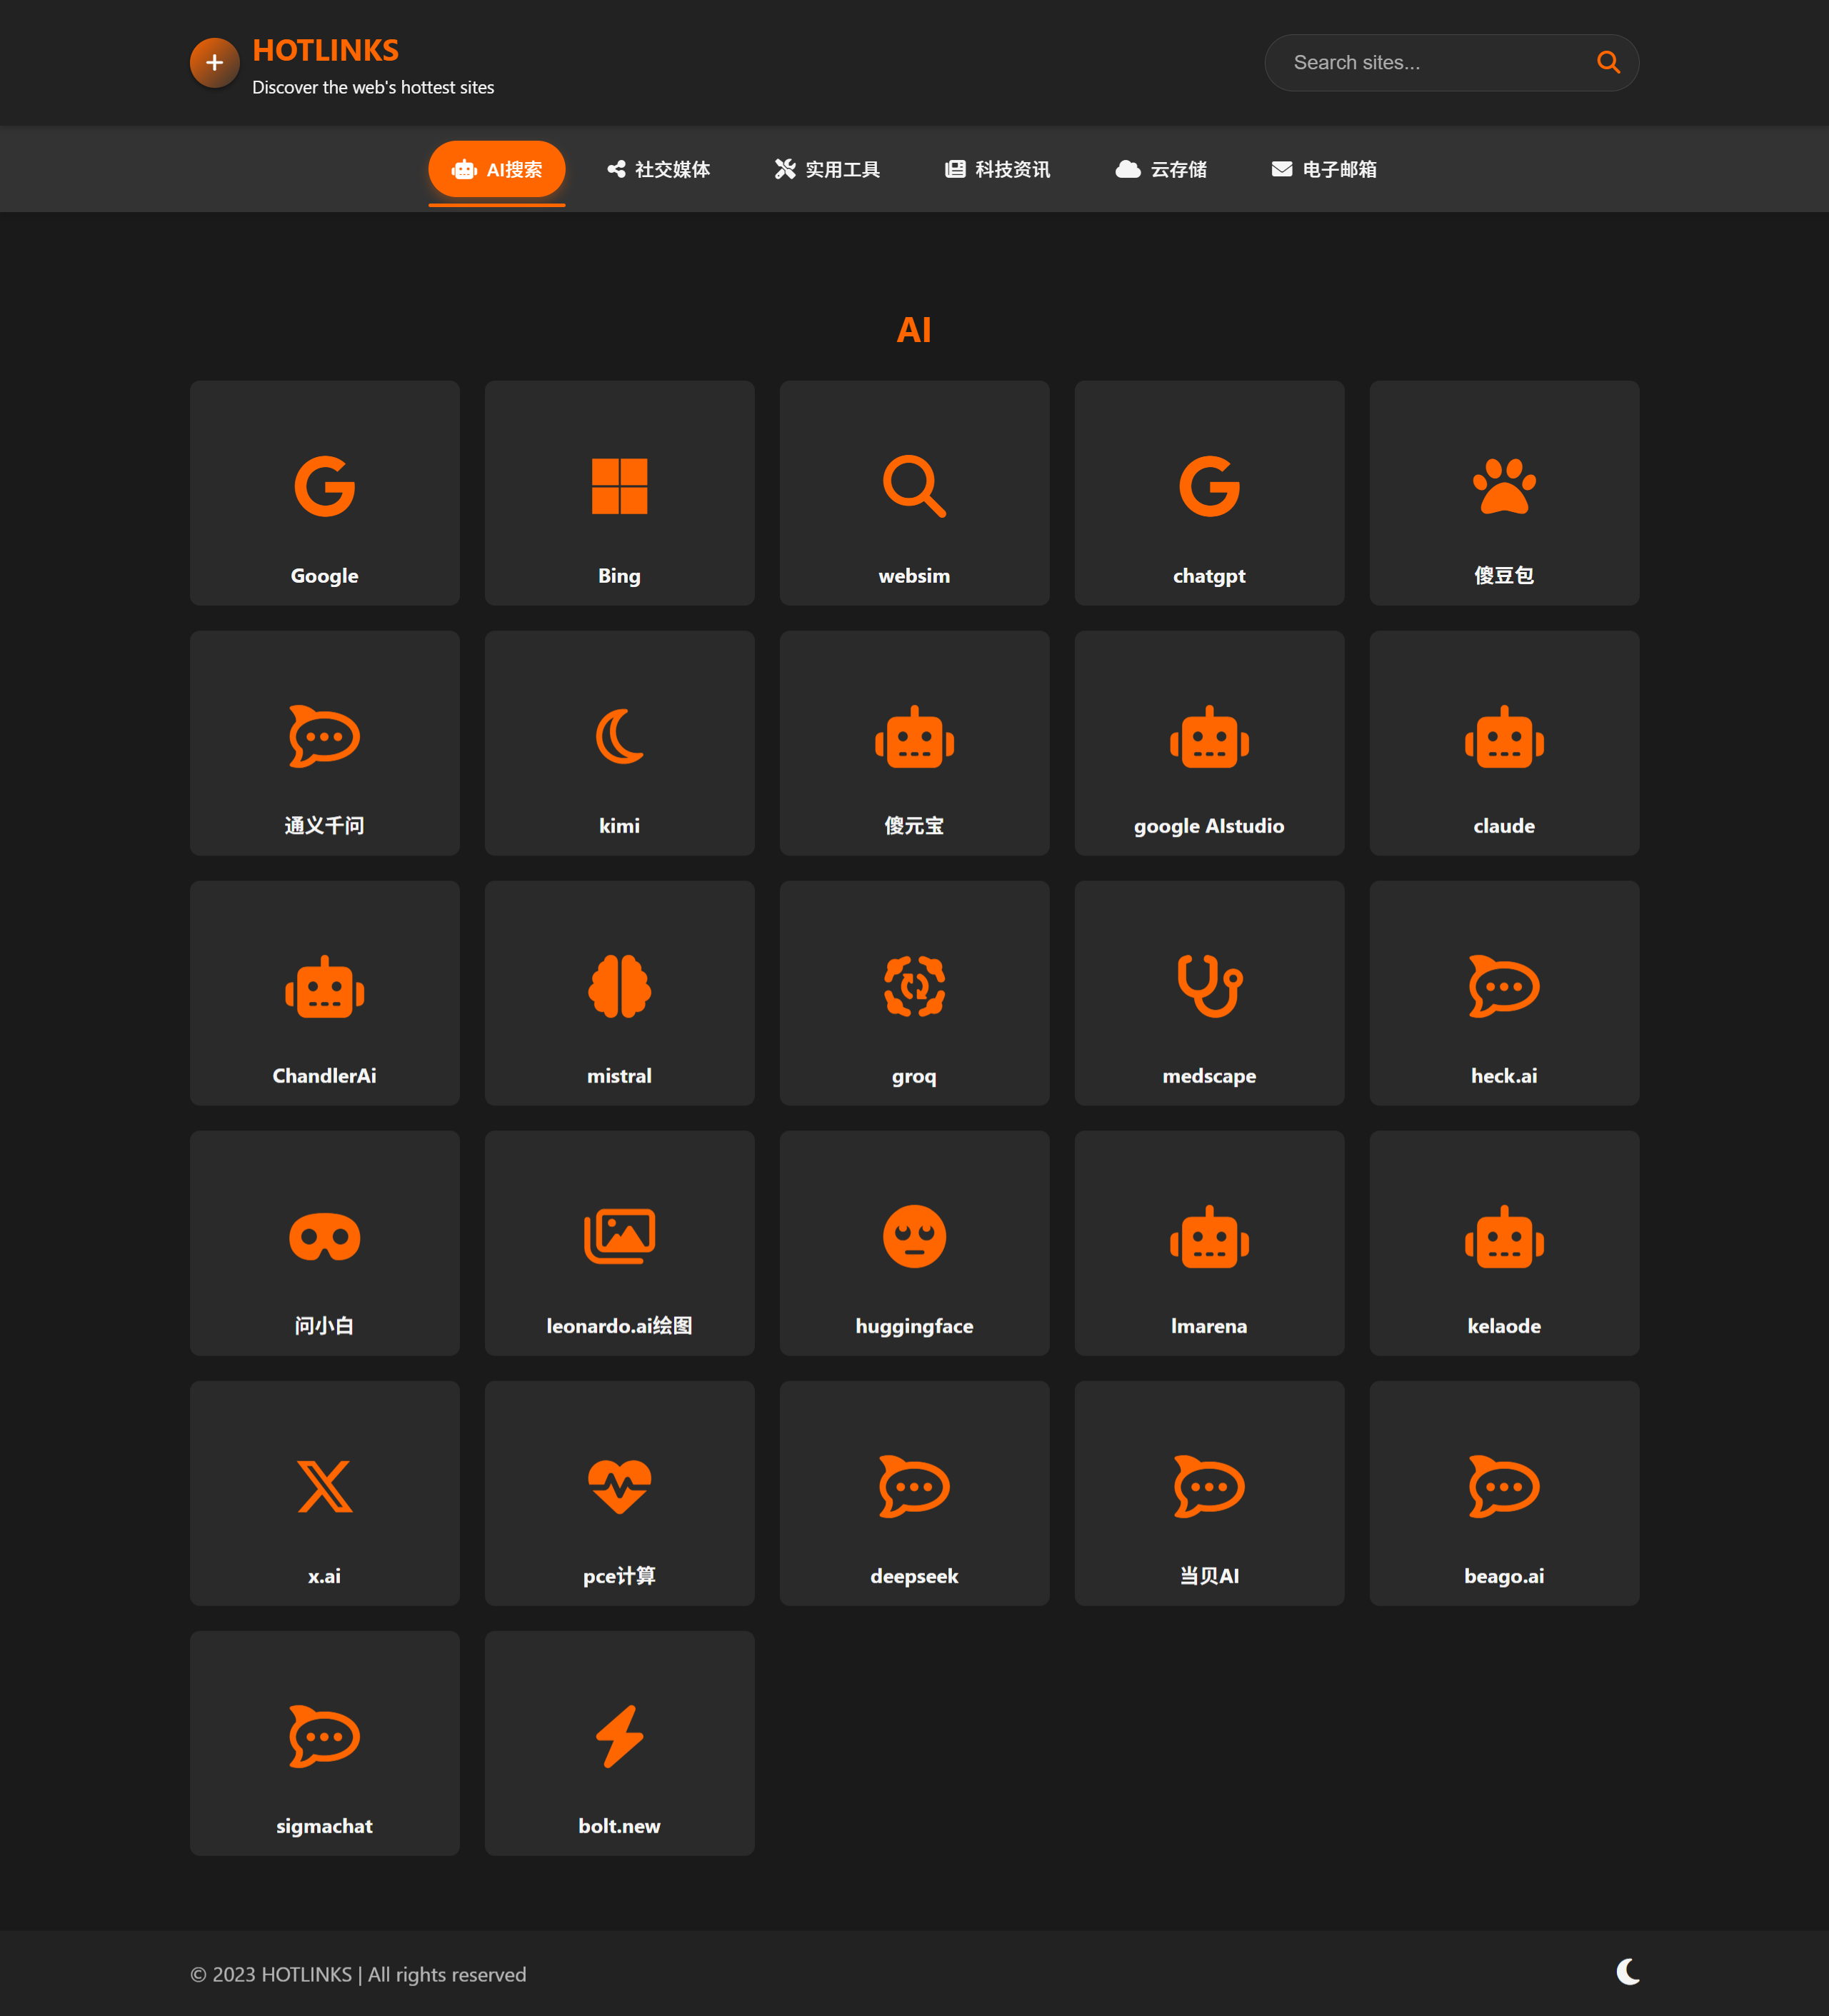 HOTLINKS
Discover the web's hottest sites
Search sites...
AI搜索
社交媒体
实用工具
科技资讯
云存储
电子邮箱
AI
Google
Bing
websim
chatgpt
傻豆包
通义千问
kimi
傻元宝
google AIstudio
claude
ChandlerAi
mistral
groq
medscape
heck.ai
问小白
leonardo.ai绘图
huggingface
lmarena
kelaode
x.ai
pce计算
deepseek
当贝AI
beago.ai
sigmachat
bolt.new
© 2023 HOTLINKS | All rights reserved